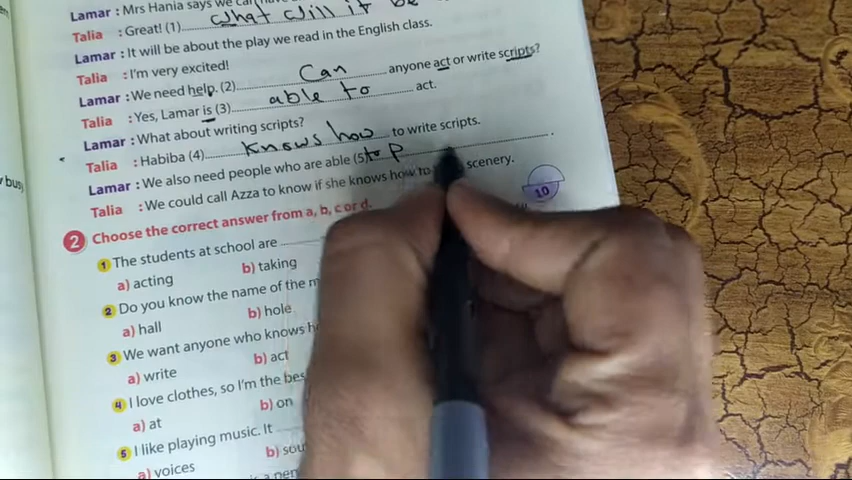 Lamar : Mrs Hania says we can
Talia : Great! (1) what will it be
Lamar : It will be about the play we read in the English class.
Talia : I'm very excited!
Lamar : We need help. (2) Can anyone act or write scripts?
Talia : Yes, Lamar is (3) able to act.
Lamar : What about writing scripts?
Talia : Habiba (4) knows how to write scripts.
Lamar : We also need people who are able (5) to p
Talia : We could call Azza to know if she knows how to scenery.
10
2 Choose the correct answer from a, b, c or d.
1 The students at school are
a) acting b) taking
2 Do you know the name of the m
a) hall b) hole
3 We want anyone who knows h
a) write b) act
4 I love clothes, so I'm the bes
a) at b) on
5 I like playing music. It
a) voices b) sou
busy